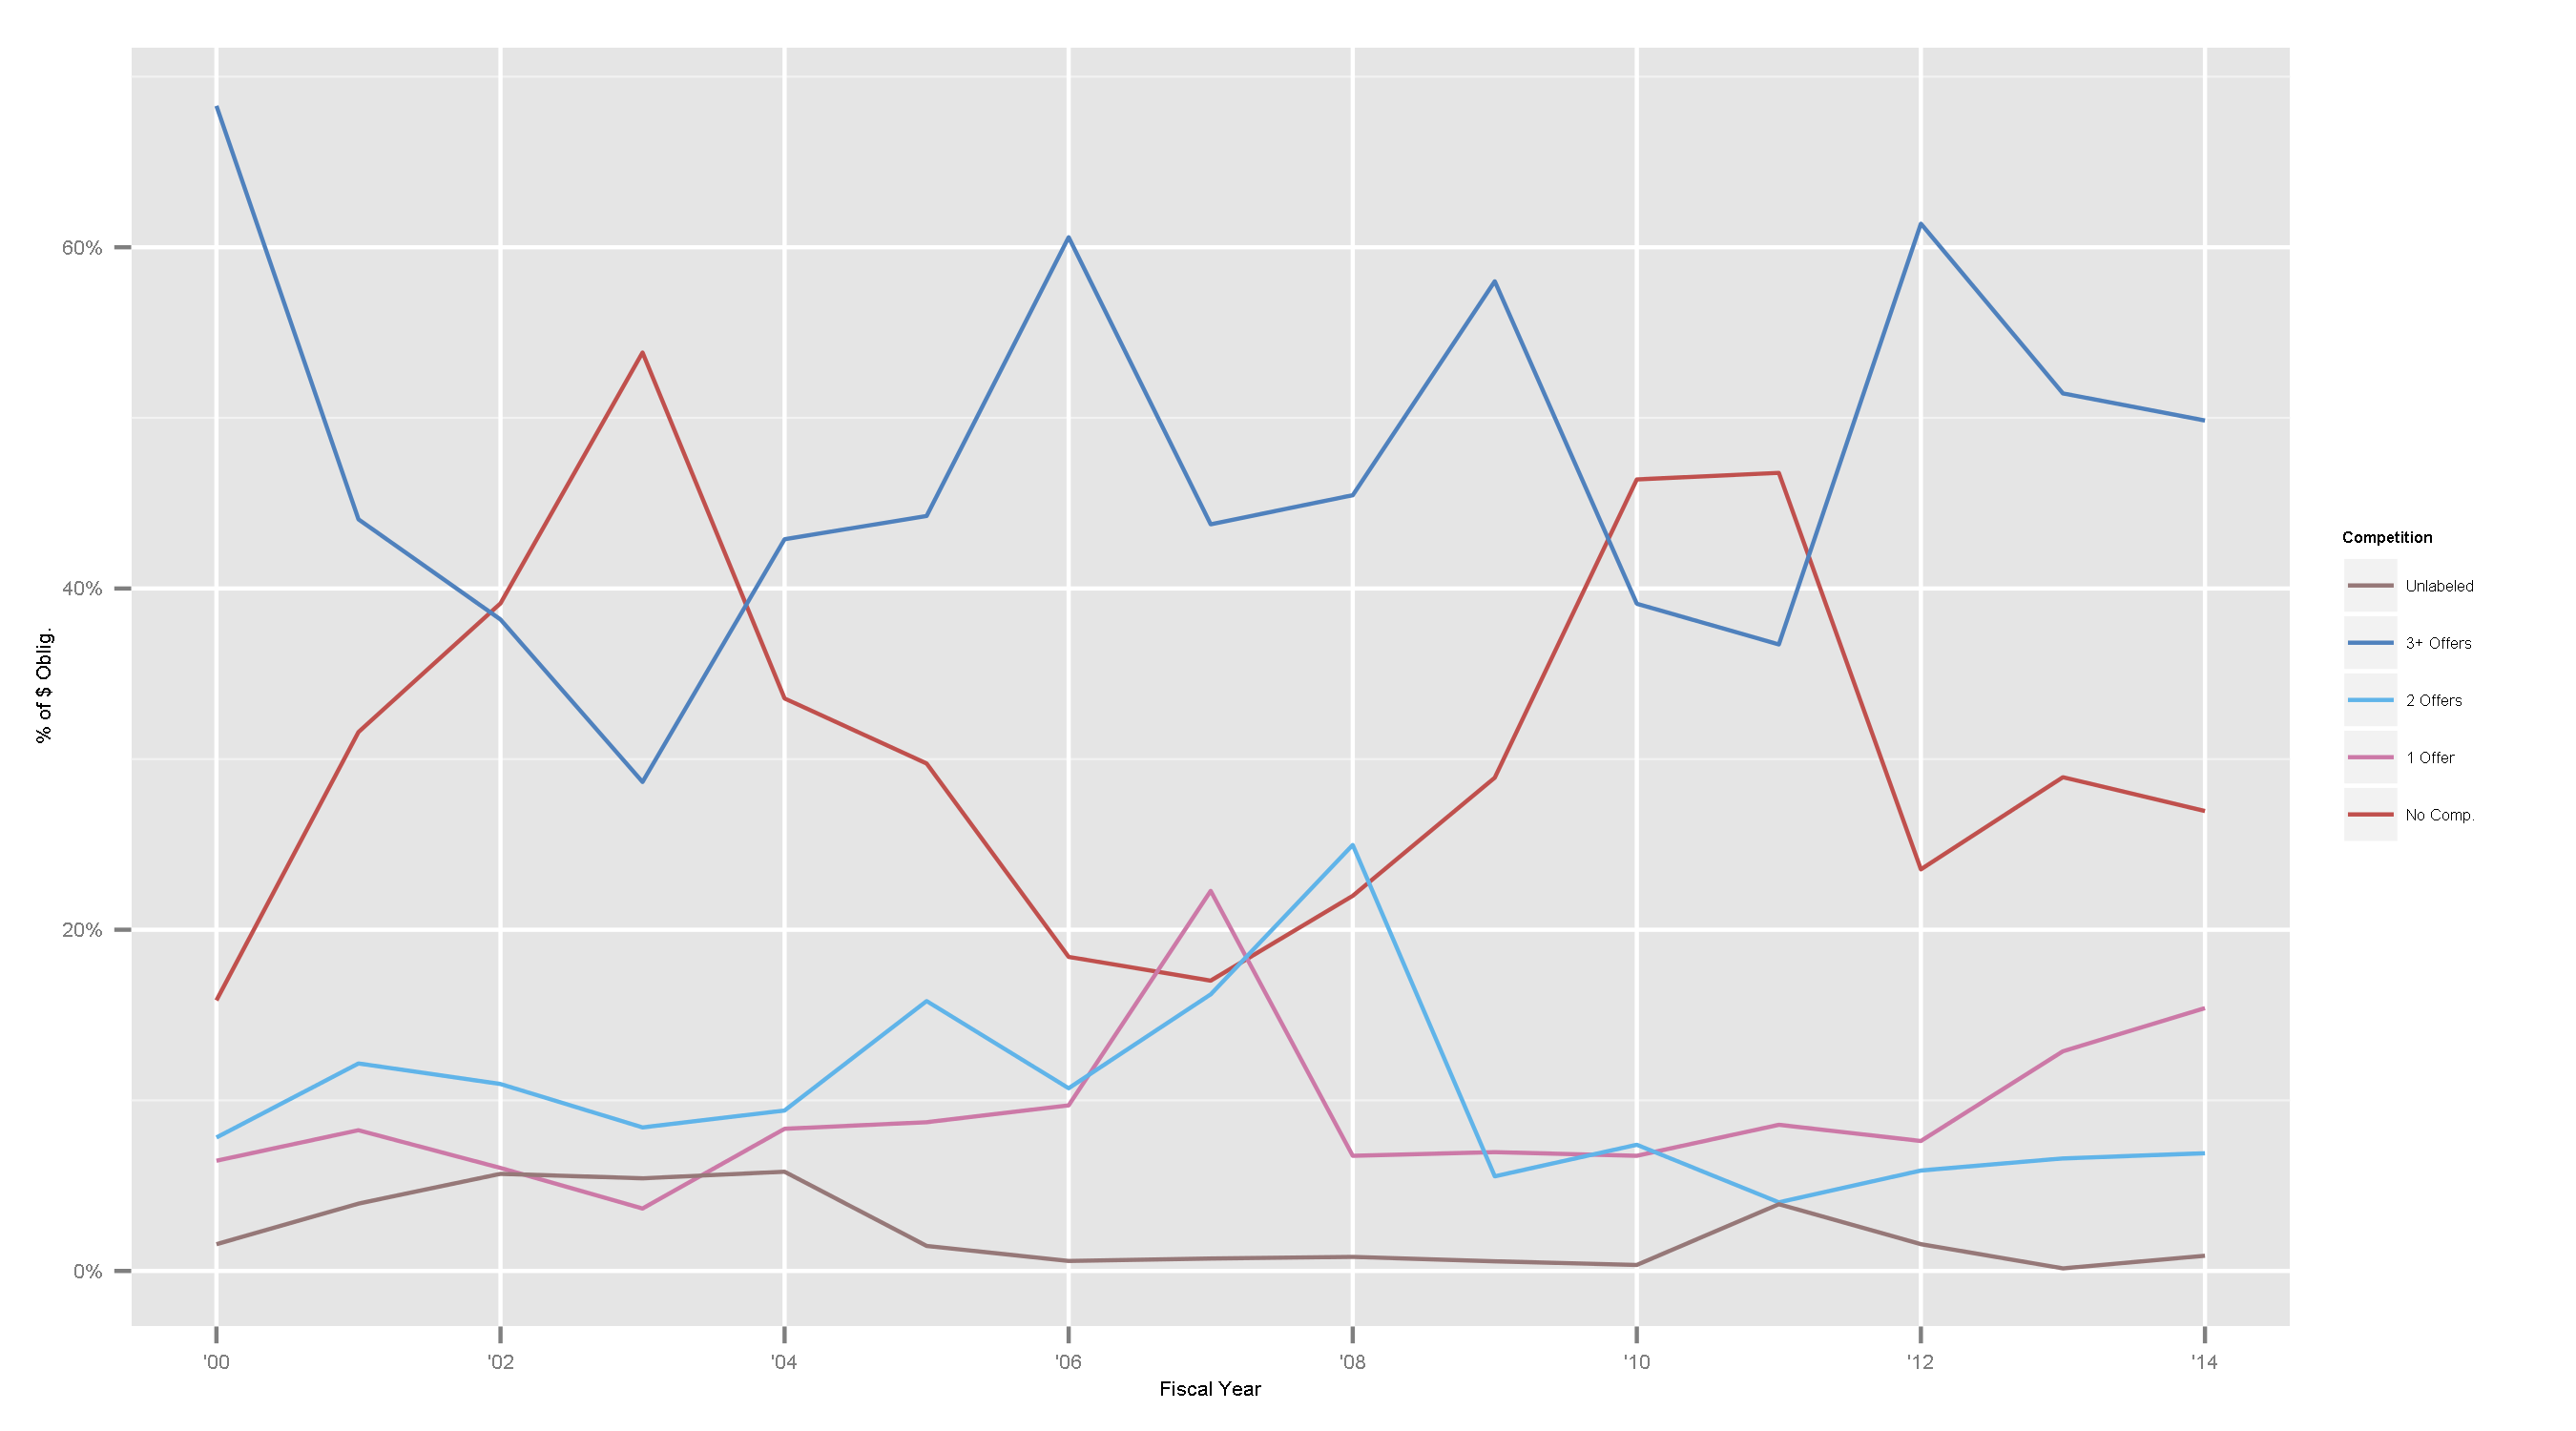 60%
40%
20%
0%
% of $ Oblig.
'00 '02 '04 '06 '08 '10 '12 '14
Fiscal Year
Competition
Unlabeled
3+ Offers
2 Offers
1 Offer
No Comp.